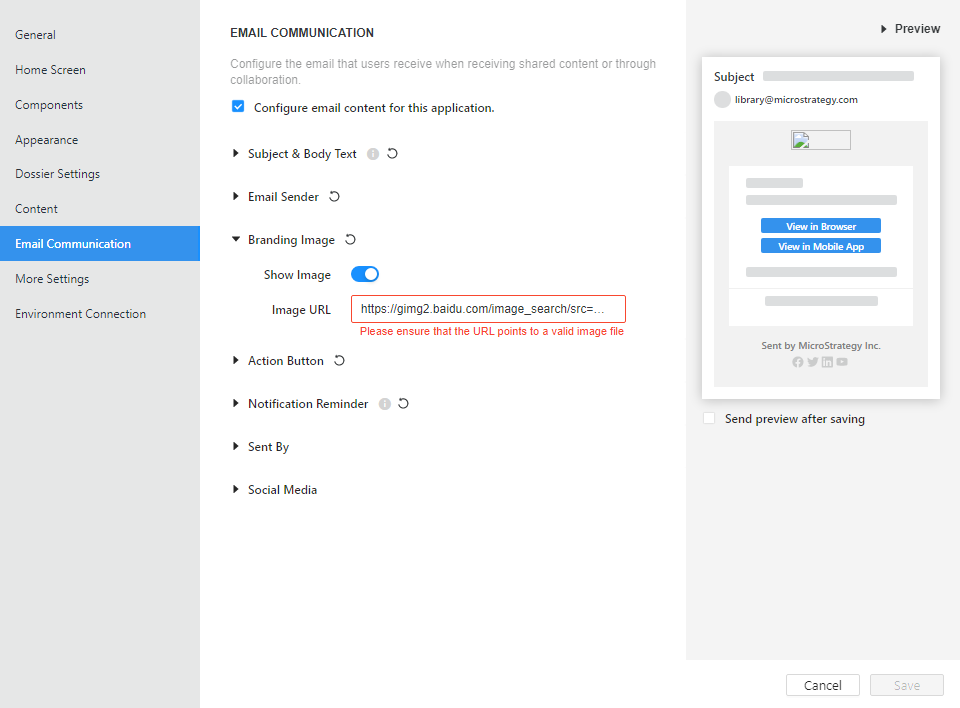 General
Home Screen
Components
Appearance
Dossier Settings
Content
Email Communication
More Settings
Environment Connection
EMAIL COMMUNICATION
Configure the email that users receive when receiving shared content or through
collaboration.
Configure email content for this application.
Subject & Body Text
Email Sender
Branding Image
Show Image
Image URL
https://gimg2.baidu.com/image_search/src=...
Please ensure that the URL points to a valid image file
Action Button
Notification Reminder
Sent By
Social Media
Preview
Subject
library@microstrategy.com
View in Browser
View in Mobile App
Sent by MicroStrategy Inc.
Send preview after saving
Cancel
Save